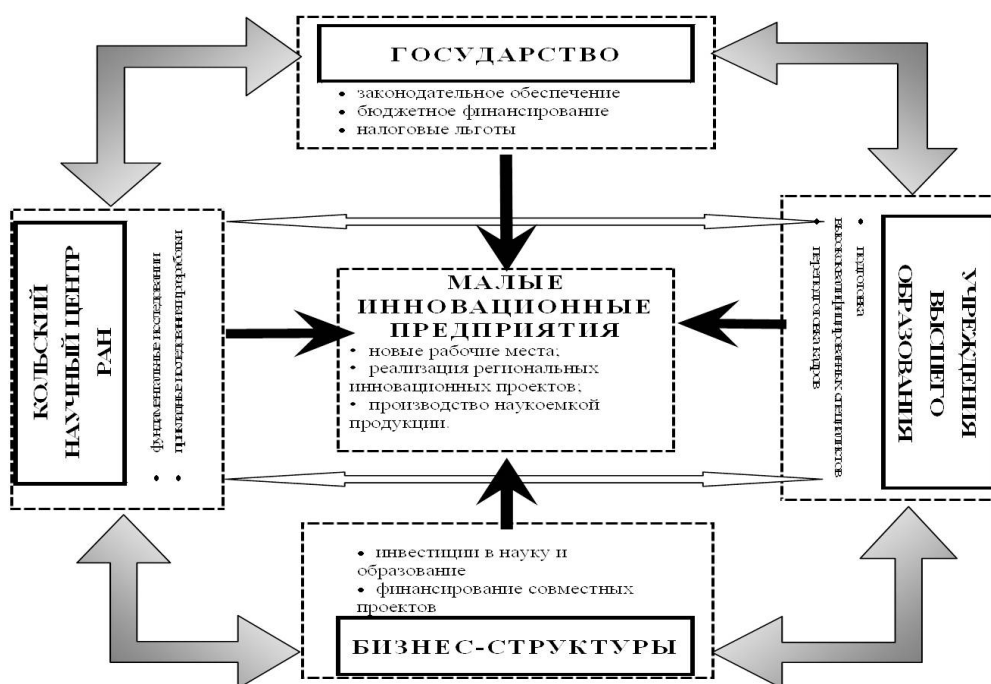 ГОСУДАРСТВО
• законодательное обеспечение
• бюджетное финансирование
• налоговые льготы
КОЛЬСКИЙ
НАУЧНЫЙ ЦЕНТР
РАН
• фундаментальные исследования
• прикладные исследования и разработки
МАЛЫЕ
ИННОВАЦИОННЫЕ
ПРЕДПРИЯТИЯ
• новые рабочие места;
• реализация региональных
инновационных проектов;
• производство наукоемкой
продукции.
УЧРЕЖДЕНИЯ
ВЫСШЕГО
ОБРАЗОВАНИЯ
• подготовка
высококвалифицированных специалистов
• переподготовка кадров
• инвестиции в науку и
образование
• финансирование совместных
проектов
БИЗНЕС-СТРУКТУРЫ